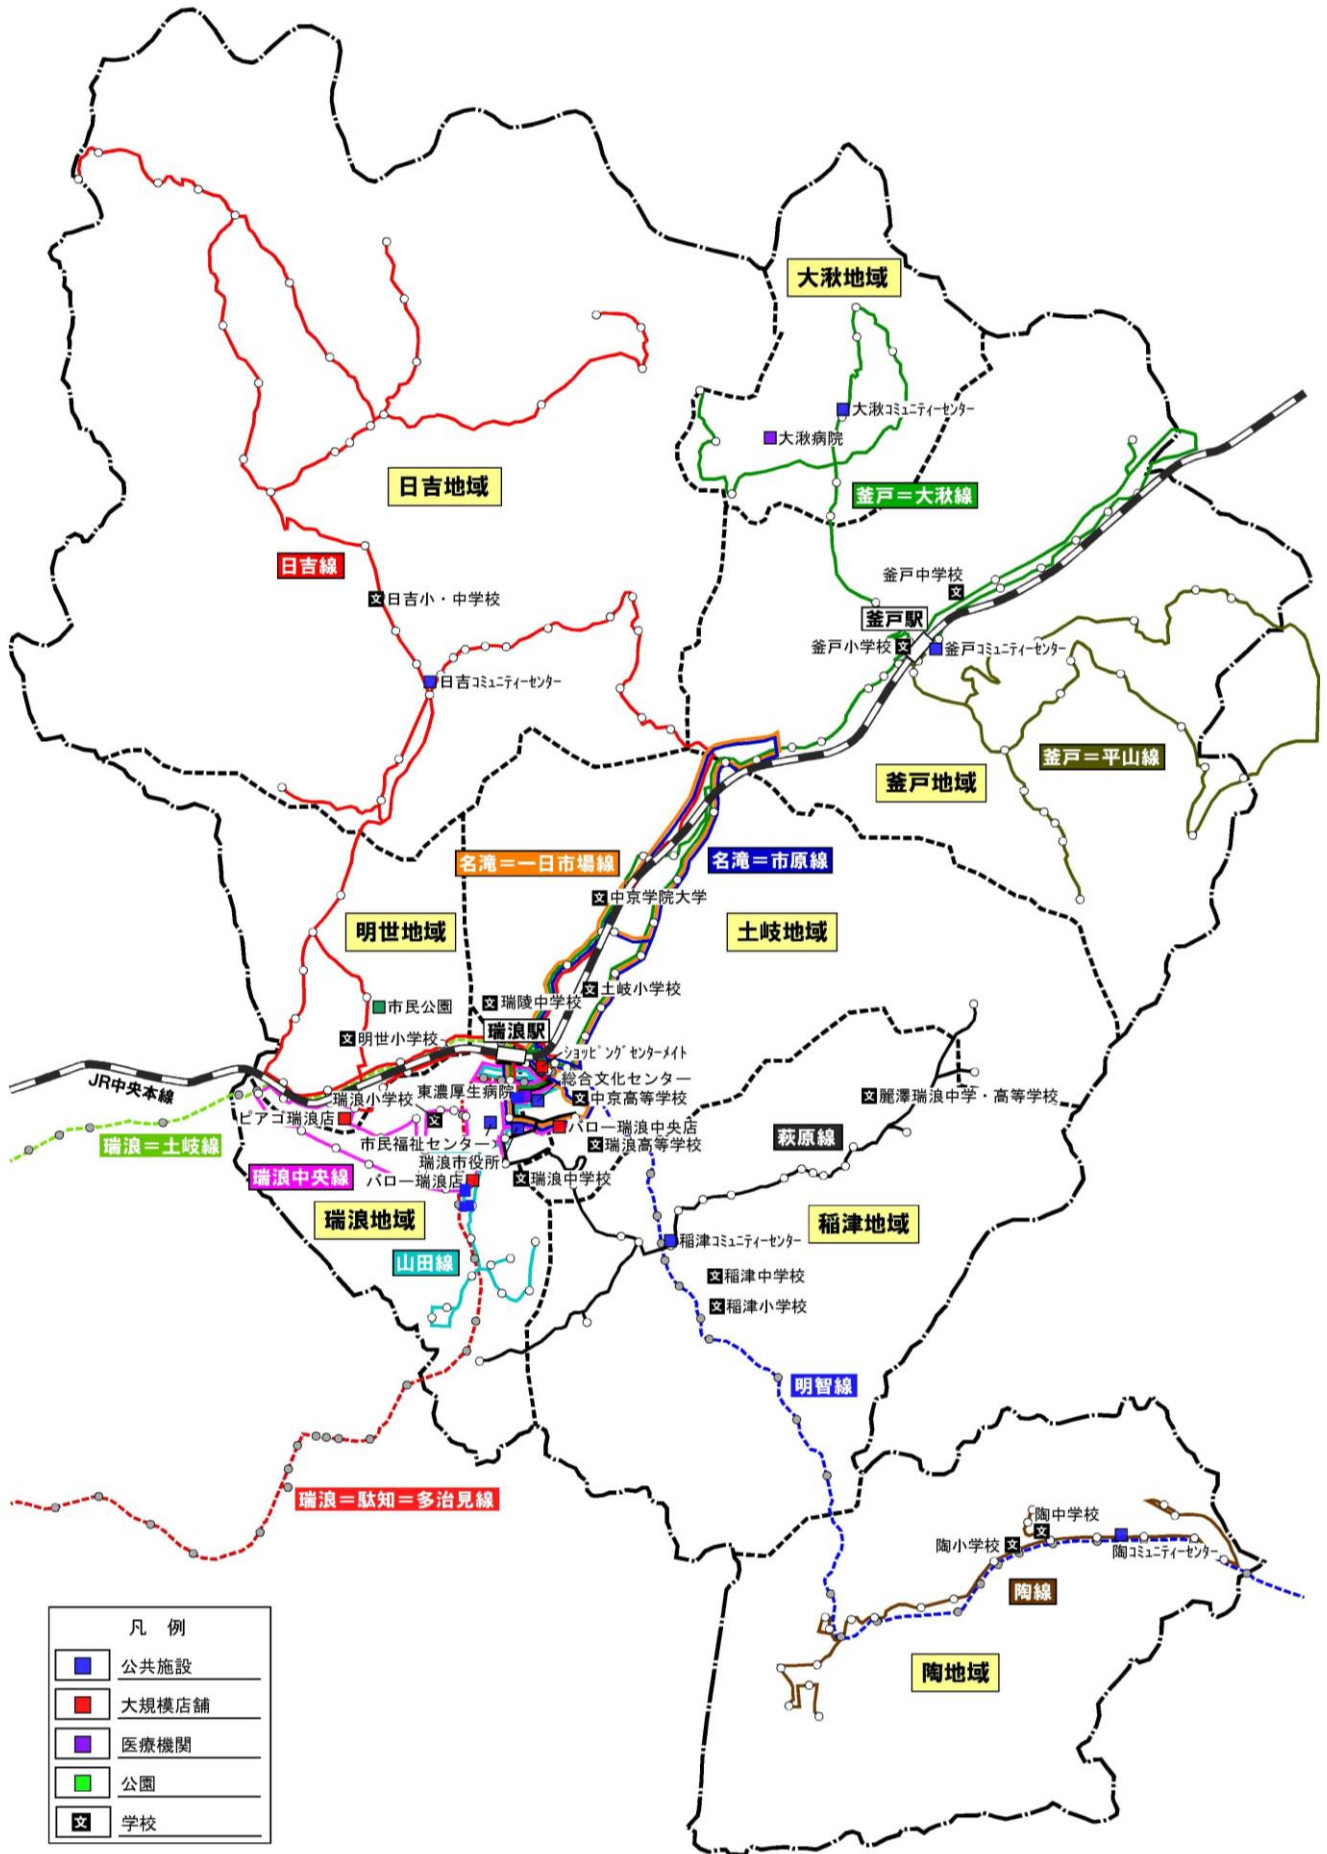 大湫地域
大湫コミュニティーセンター
大湫病院
日吉地域
釜戸＝大湫線
日吉線
釜戸中学校
日吉小・中学校
釜戸駅
釜戸小学校
釜戸コミュニティーセンター
日吉コミュニティーセンター
釜戸＝平山線
釜戸地域
名滝＝一日市場線
名滝＝市原線
中京学院大学
明世地域
土岐地域
土岐小学校
瑞陵中学校
市民公園
瑞浪駅
明世小学校
ショッピングセンターメイト
JR中央本線
総合文化センター
東濃厚生病院
瑞浪小学校
中京高等学校
麗澤瑞浪中学・高等学校
ピアゴ瑞浪店
バロー瑞浪中央店
萩原線
瑞浪＝土岐線
市民福祉センター
瑞浪高等学校
瑞浪市役所
瑞浪中央線
バロー瑞浪店
瑞浪中学校
瑞浪地域
稲津地域
稲津コミュニティーセンター
山田線
稲津中学校
稲津小学校
明智線
瑞浪＝駄知＝多治見線
陶中学校
陶小学校
陶コミュニティーセンター
陶線
陶地域
凡 例
公共施設
大規模店舗
医療機関
公園
文 学校